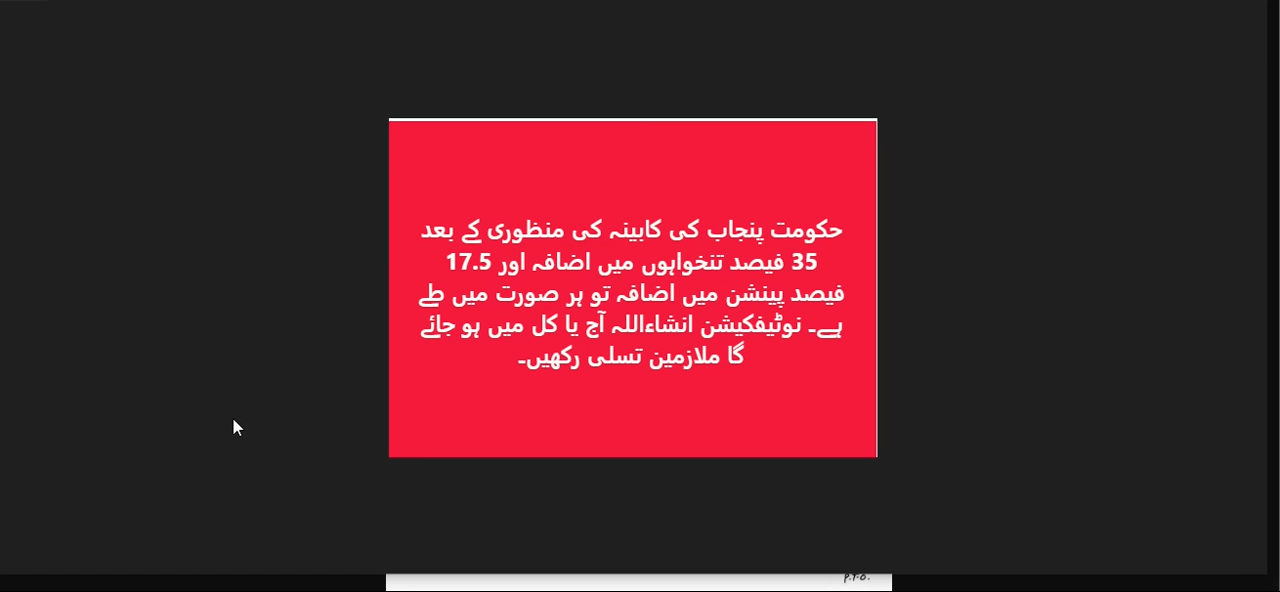 حکومت پنجاب کی کابینہ کی منظوری کے بعد
35 فیصد تنخواہوں میں اضافہ اور 17.5
فیصد پینشن میں اضافہ تو ہر صورت میں طے
ہے۔ نوٹیفکیشن انشاءاللہ آج یا کل میں ہو جائے
گا ملازمین تسلی رکھیں۔
P.T.O.